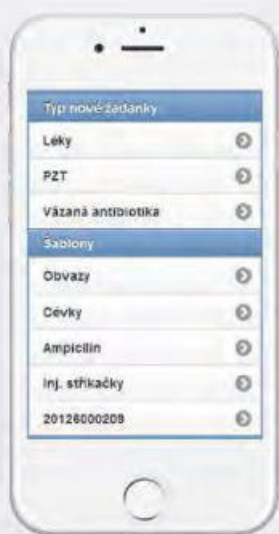 Typ nové žádanky
Léky
PZT
Vázaná antibiotika
Šablony
Obvazy
Cévky
Ampicilin
Inj. stříkačky
20126000209